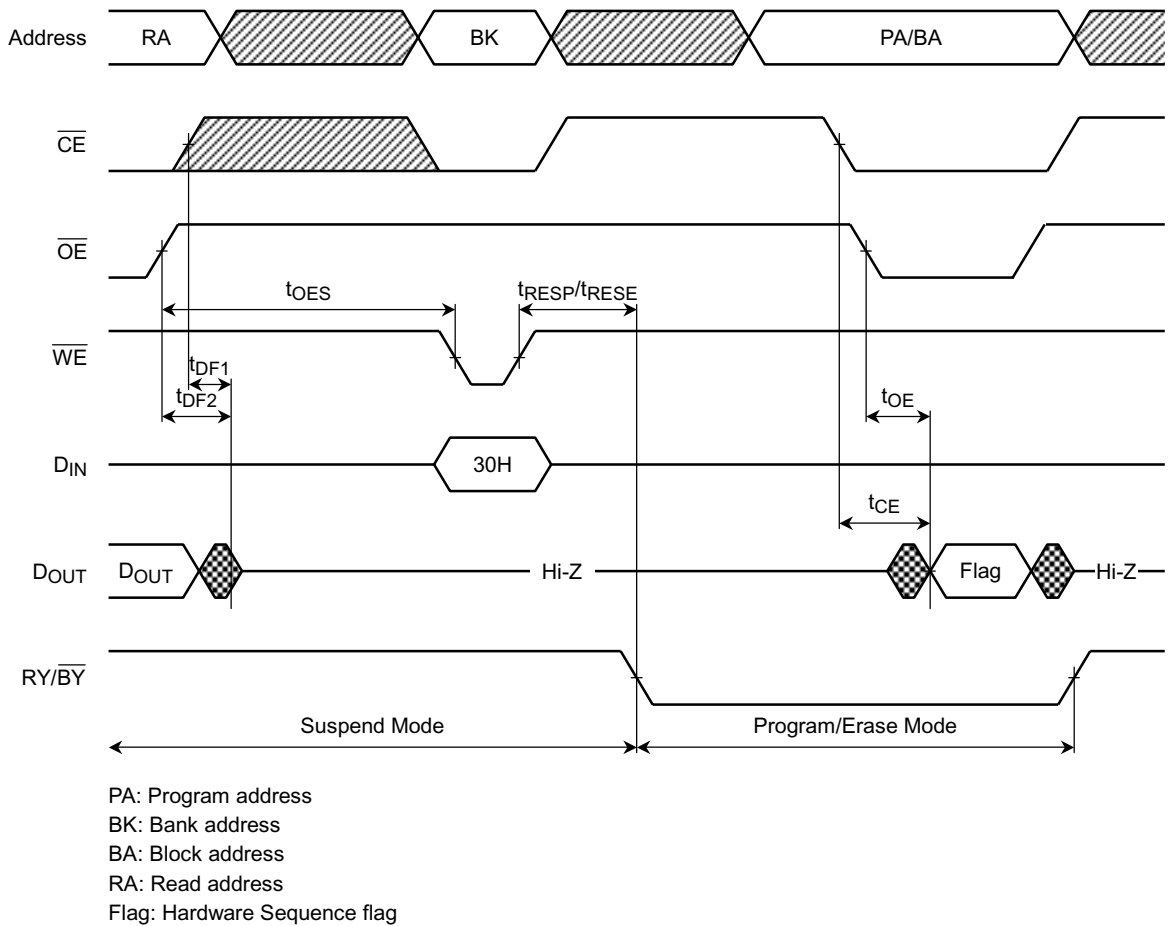 Address RA BK PA/BA
CE
OE
tOES tRESP/tRESE
WE
tDF1
tDF2 tOE
DIN 30H
tCE
DOUT DOUT Hi-Z Flag Hi-Z
RY/BY
Suspend Mode Program/Erase Mode
PA: Program address
BK: Bank address
BA: Block address
RA: Read address
Flag: Hardware Sequence flag